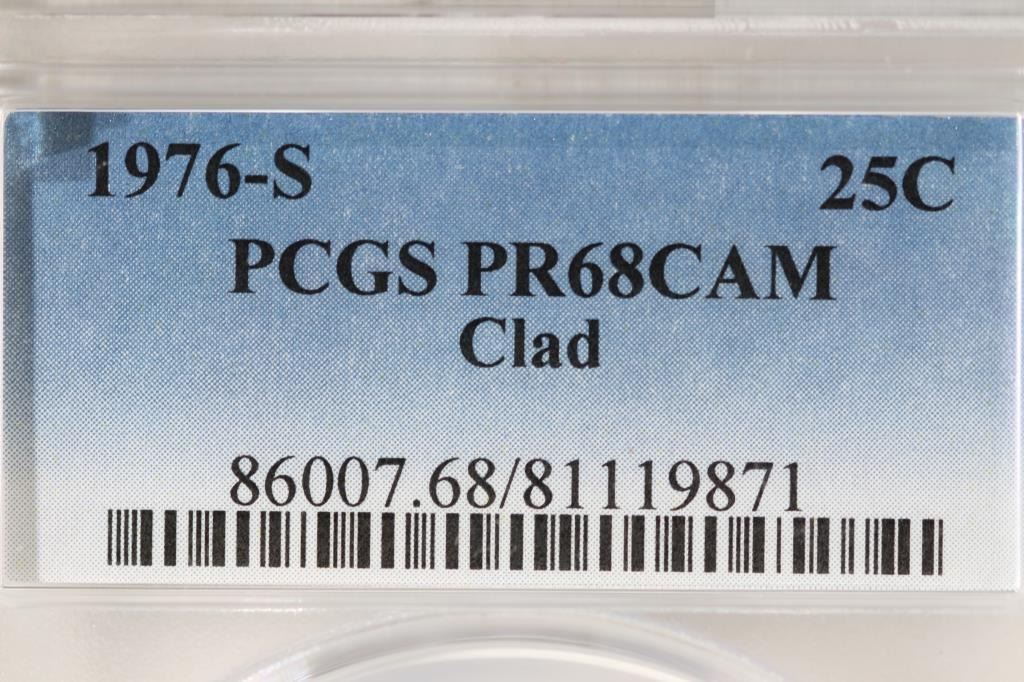 1976-S 25C
PCGS PR68CAM
Clad
86007.68/81119871